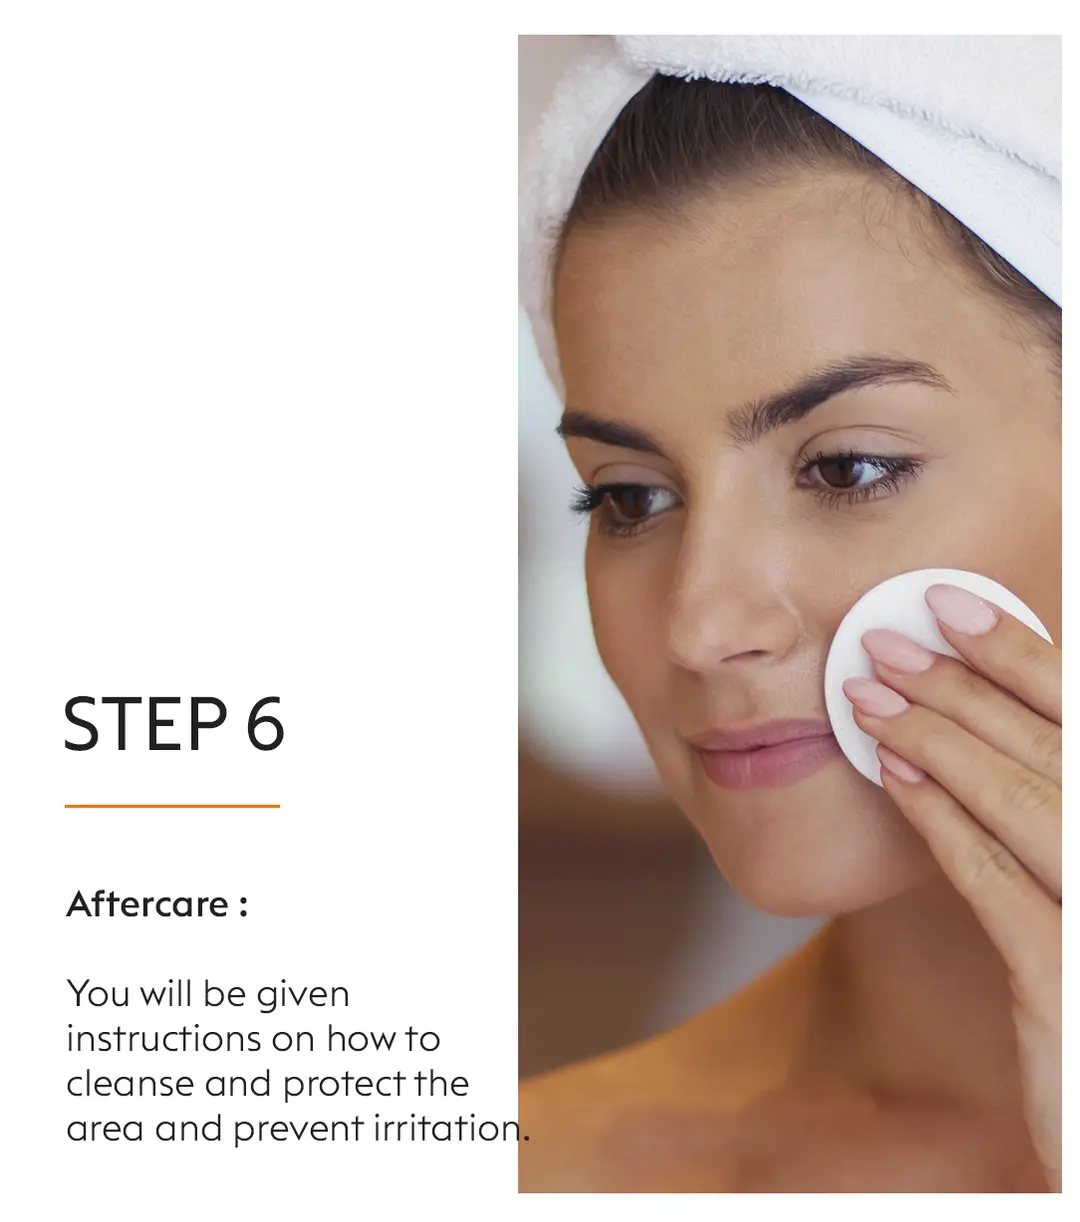 STEP 6
Aftercare :
You will be given
instructions on how to
cleanse and protect the
area and prevent irritation.